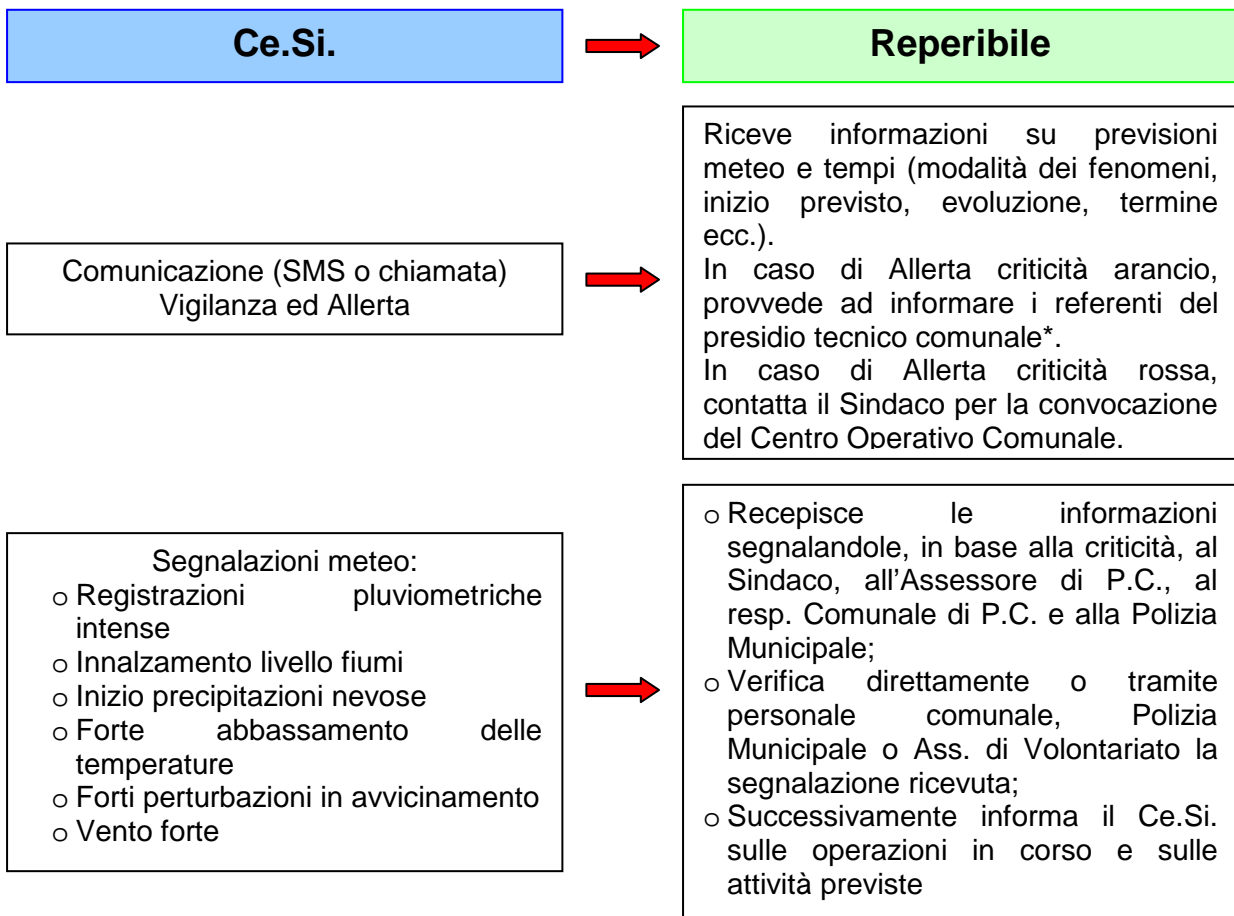 Ce.Si.
Reperibile
Comunicazione (SMS o chiamata)
Vigilanza ed Allerta
Riceve informazioni su previsioni
meteo e tempi (modalità dei fenomeni,
inizio previsto, evoluzione, termine
ecc.).
In caso di Allerta criticità arancio,
provvede ad informare i referenti del
presidio tecnico comunale*.
In caso di Allerta criticità rossa,
contatta il Sindaco per la convocazione
del Centro Operativo Comunale.
Segnalazioni meteo:
o Registrazioni pluviometriche
intense
o Innalzamento livello fiumi
o Inizio precipitazioni nevose
o Forte abbassamento delle
temperature
o Forti perturbazioni in avvicinamento
o Vento forte
o Recepisce le informazioni
segnalandole, in base alla criticità, al
Sindaco, all’Assessore di P.C., al
resp. Comunale di P.C. e alla Polizia
Municipale;
o Verifica direttamente o tramite
personale comunale, Polizia
Municipale o Ass. di Volontariato la
segnalazione ricevuta;
o Successivamente informa il Ce.Si.
sulle operazioni in corso e sulle
attività previste